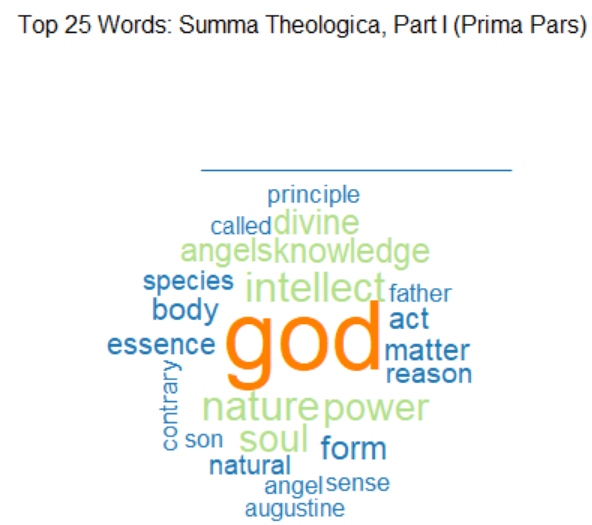 Top 25 Words: Summa Theologica, Part I (Prima Pars)
principle
called divine
angels knowledge
species intellect father
body god act
essence matter
reason
contrary nature power
son soul form
natural
angel sense
augustine